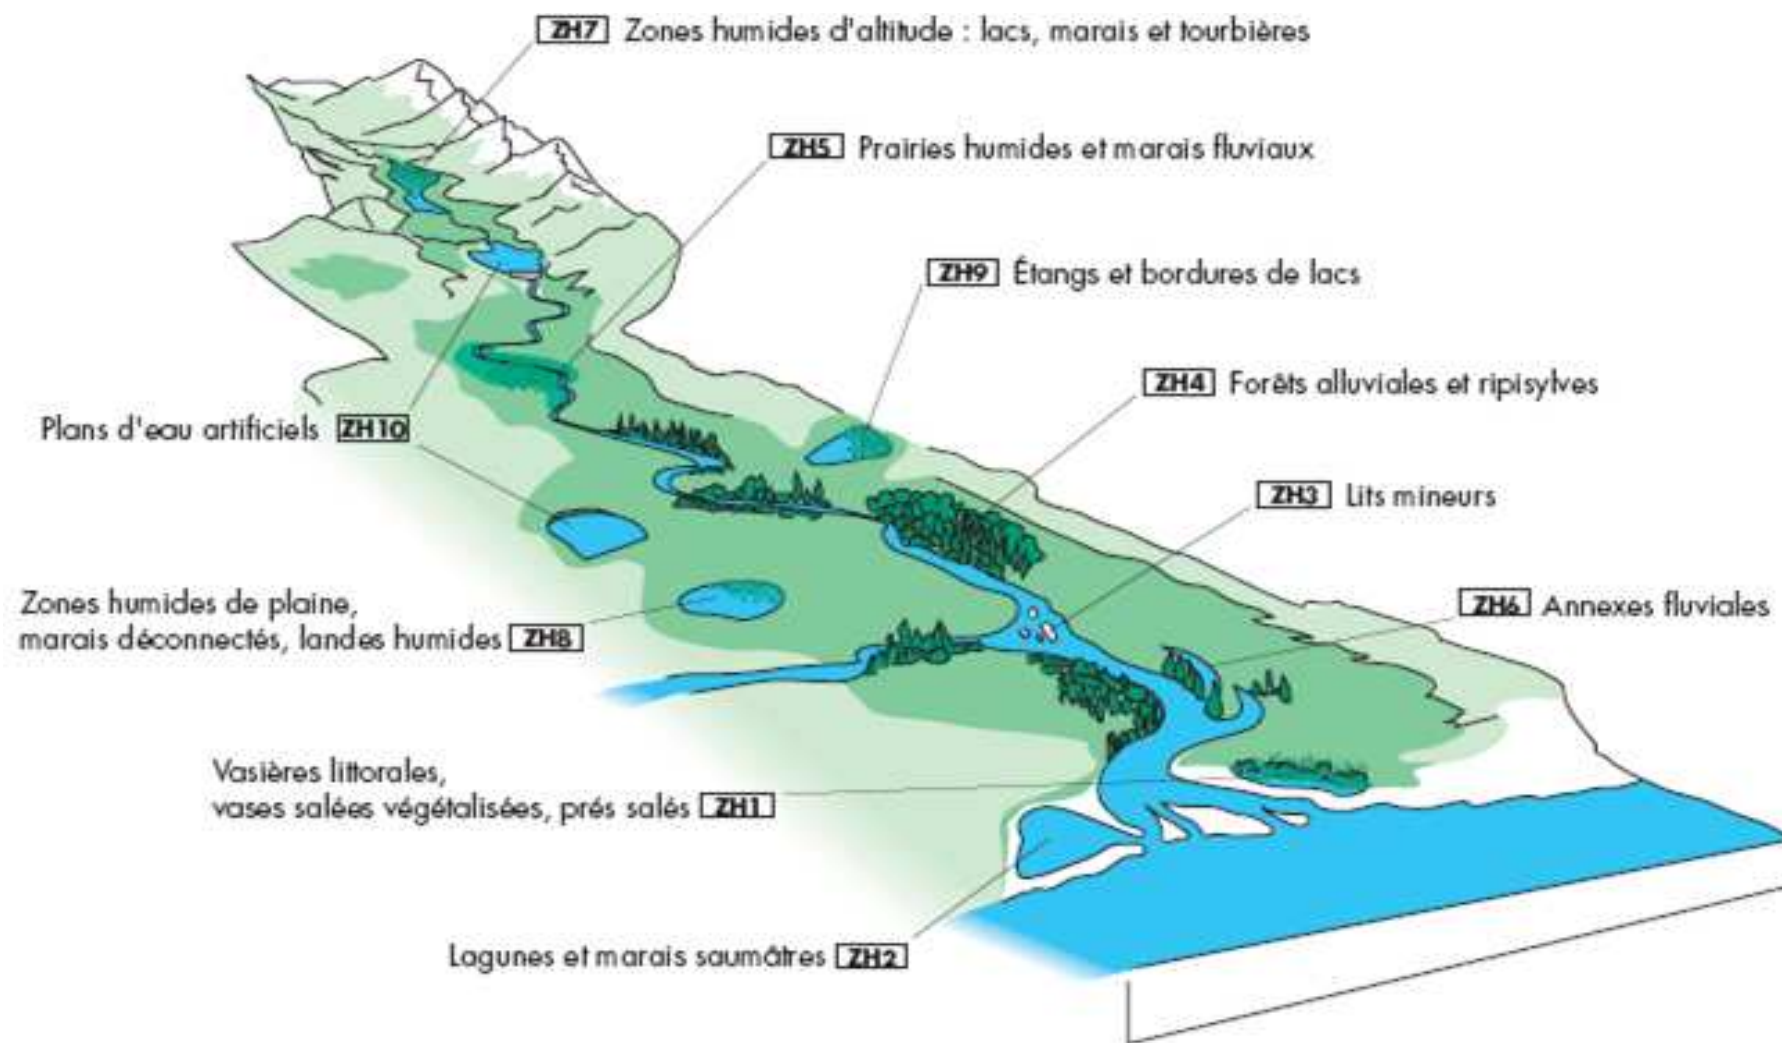 ZH7 Zones humides d'altitude : lacs, marais et tourbières
ZH5 Prairies humides et marais fluviaux
ZH9 Étangs et bordures de lacs
ZH4 Forêts alluviales et ripisylves
Plans d'eau artificiels ZH10
ZH3 Lits mineurs
Zones humides de plaine,
marais déconnectés, landes humides ZH8
ZH6 Annexes fluviales
Vasières littorales,
vases salées végétalisées, prés salés ZH1
Lagunes et marais saumâtres ZH2